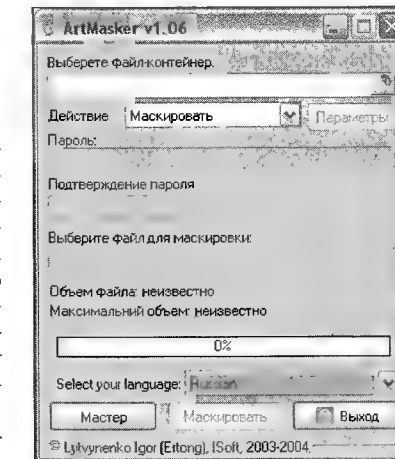 ArtMasker v1.06
Выберете файл-контейнер.
Действие Маскировать Параметры
Пароль:
Подтверждение пароля
Выберите файл для маскировки:
Объем файла: неизвестно
Максимальний объем: неизвестно
0%
Select your language: Russian
Мастер Маскировать Выход
© Lytvynenko Igor (Ertong), ISoft, 2003-2004.